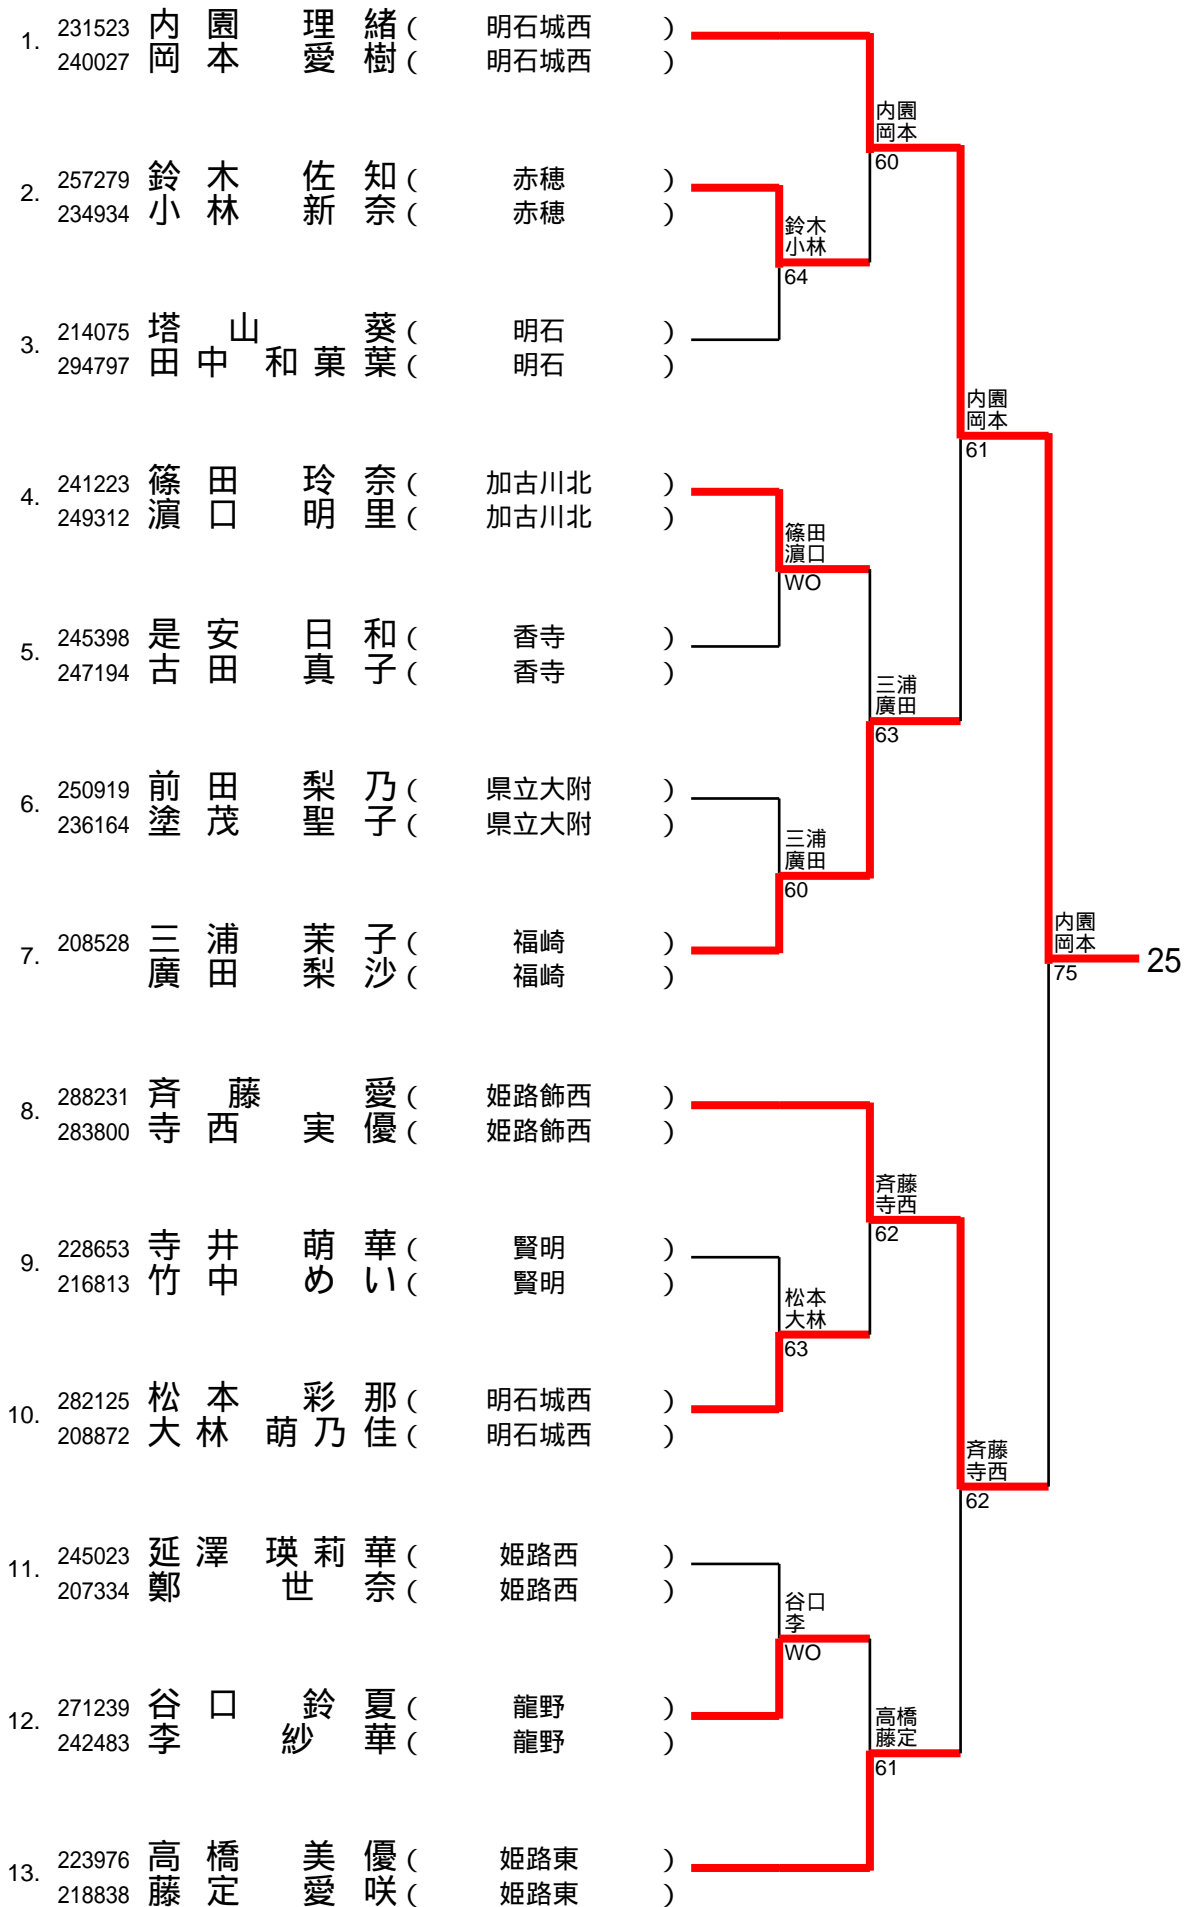 1. 231523 内園 理緒 ( 明石城西 )
240027 岡本 愛樹 ( 明石城西 )
内園
岡本
60
2. 257279 鈴木 佐知 ( 赤穂 )
234934 小林 新奈 ( 赤穂 )
鈴木
小林
64
3. 214075 塔山 葵 ( 明石 )
294797 田中 和菓葉 ( 明石 )
内園
岡本
61
4. 241223 篠田 玲奈 ( 加古川北 )
249312 濵口 明里 ( 加古川北 )
篠田
濵口
WO
5. 245398 是安 日和 ( 香寺 )
247194 古田 真子 ( 香寺 )
三浦
廣田
63
6. 250919 前田 梨乃 ( 県立大附 )
236164 塗茂 聖子 ( 県立大附 )
三浦
廣田
60
7. 208528 三浦 茉子 ( 福崎 )
廣田 梨沙 ( 福崎 )
内園
岡本
75
25
8. 288231 斉藤 愛 ( 姫路飾西 )
283800 寺西 実優 ( 姫路飾西 )
斉藤
寺西
62
9. 228653 寺井 萌華 ( 賢明 )
216813 竹中 めい ( 賢明 )
松本
大林
63
10. 282125 松本 彩那 ( 明石城西 )
208872 大林 萌乃佳 ( 明石城西 )
斉藤
寺西
62
11. 245023 延澤 瑛莉華 ( 姫路西 )
207334 鄭 世奈 ( 姫路西 )
谷口
李
WO
12. 271239 谷口 鈴夏 ( 龍野 )
242483 李 紗華 ( 龍野 )
高橋
藤定
61
13. 223976 高橋 美優 ( 姫路東 )
218838 藤定 愛咲 ( 姫路東 )